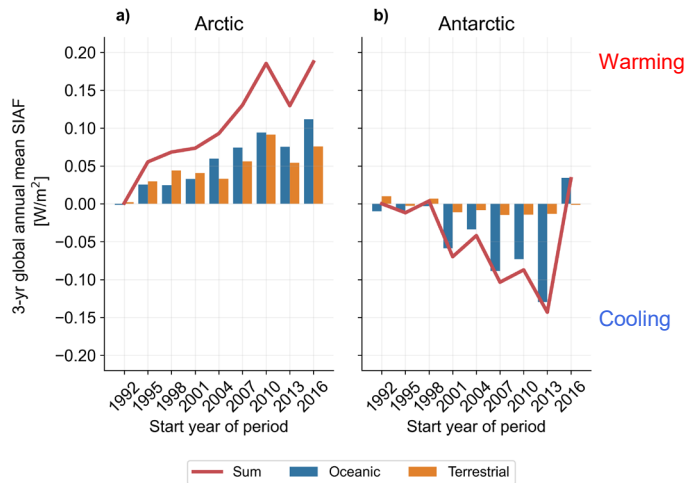 a)
Arctic
b)
Antarctic
Warming
Cooling
3-yr global annual mean SIAF
[W/m²]
0.20
0.15
0.10
0.05
0.00
−0.05
−0.10
−0.15
−0.20
1992 1995 1998 2001 2004 2007 2010 2013 2016
1992 1995 1998 2001 2004 2007 2010 2013 2016
Start year of period
Start year of period
Sum Oceanic Terrestrial